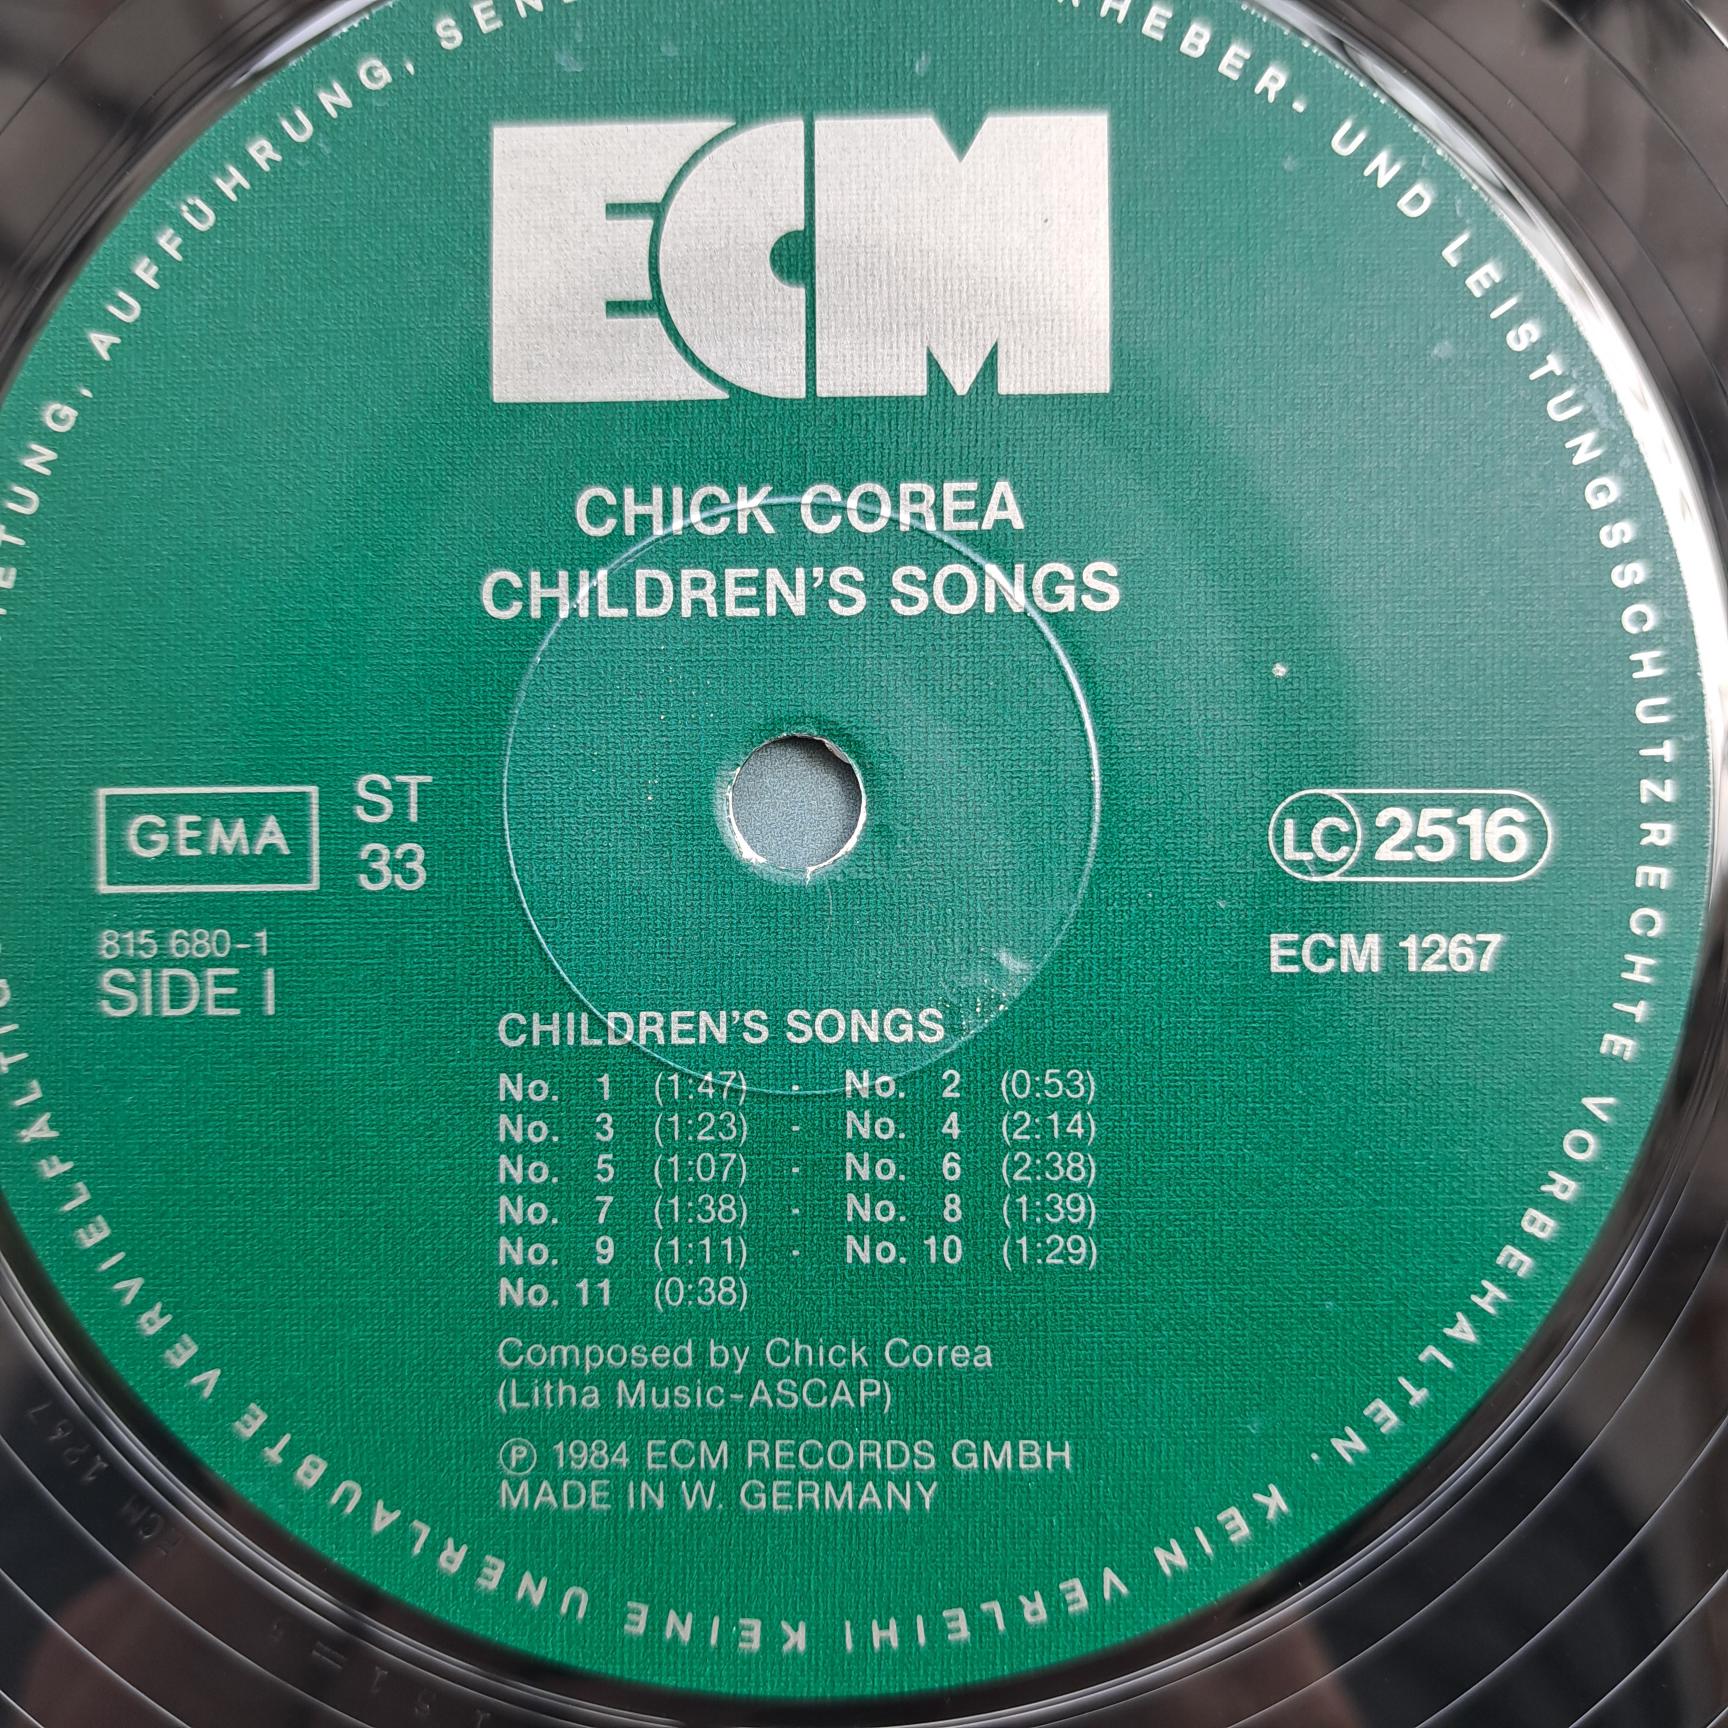 ECM
CHICK COREA
CHILDREN'S SONGS
GEMA
ST
33
815 680-1
SIDE I
LC 2516
ECM 1267
CHILDREN'S SONGS
No. 1 (1:47) · No. 2 (0:53)
No. 3 (1:23) · No. 4 (2:14)
No. 5 (1:07) · No. 6 (2:38)
No. 7 (1:38) · No. 8 (1:39)
No. 9 (1:11) · No. 10 (1:29)
No. 11 (0:38)
Composed by Chick Corea
(Litha Music-ASCAP)
℗ 1984 ECM RECORDS GMBH
MADE IN W. GERMANY
UND LEISTUNGSSCHUTZRECHTE VORBEHALTEN. KEIN VERLEIH! KEINE UNERLAUBTE
AUFFÜHRUNG,
ECM 1267